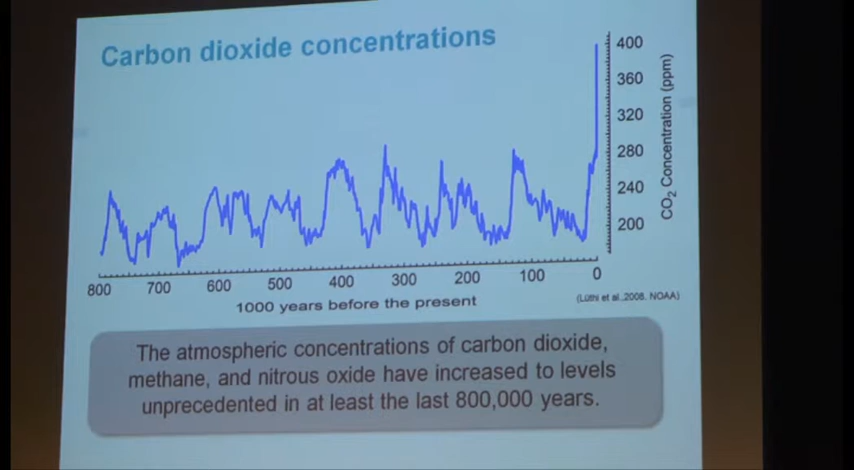 Carbon dioxide concentrations
400
360
320
280
240
200
CO2 Concentration (ppm)
800 700 600 500 400 300 200 100 0
1000 years before the present
(Lüthi et al.,2008, NOAA)
The atmospheric concentrations of carbon dioxide,
methane, and nitrous oxide have increased to levels
unprecedented in at least the last 800,000 years.